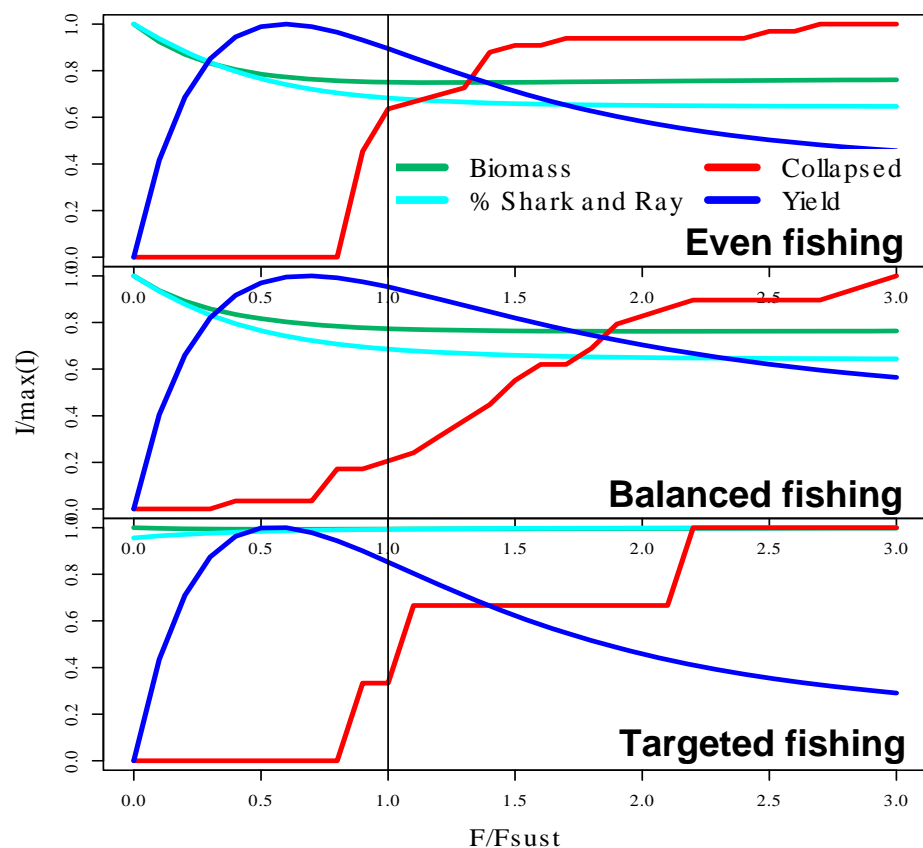 1.0
0.8
0.6
0.4
0.2
0.0
Biomass
Collapsed
% Shark and Ray
Yield
Even fishing
0.0 0.5 1.0 1.5 2.0 2.5 3.0
1.0
0.8
0.6
0.4
0.2
0.0
I/max(I)
Balanced fishing
0.0 0.5 1.0 1.5 2.0 2.5 3.0
1.0
0.8
0.6
0.4
0.2
0.0
Targeted fishing
0.0 0.5 1.0 1.5 2.0 2.5 3.0
F/Fsust